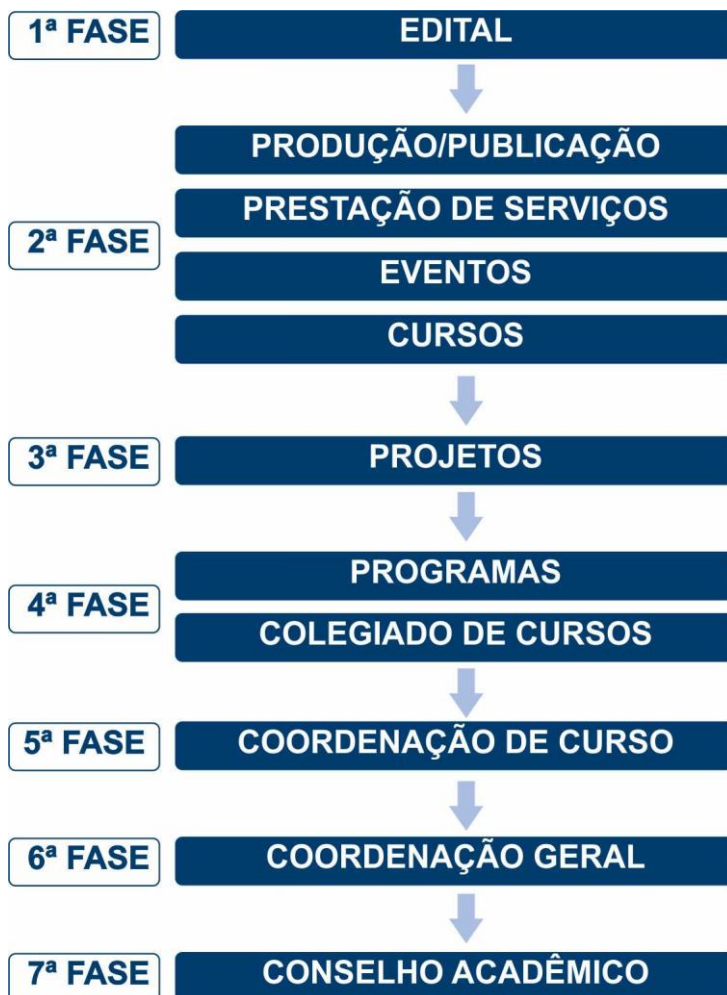 1ª FASE
EDITAL
PRODUÇÃO/PUBLICAÇÃO
PRESTAÇÃO DE SERVIÇOS
2ª FASE
EVENTOS
CURSOS
3ª FASE
PROJETOS
PROGRAMAS
4ª FASE
COLEGIADO DE CURSOS
5ª FASE
COORDENAÇÃO DE CURSO
6ª FASE
COORDENAÇÃO GERAL
7ª FASE
CONSELHO ACADÊMICO